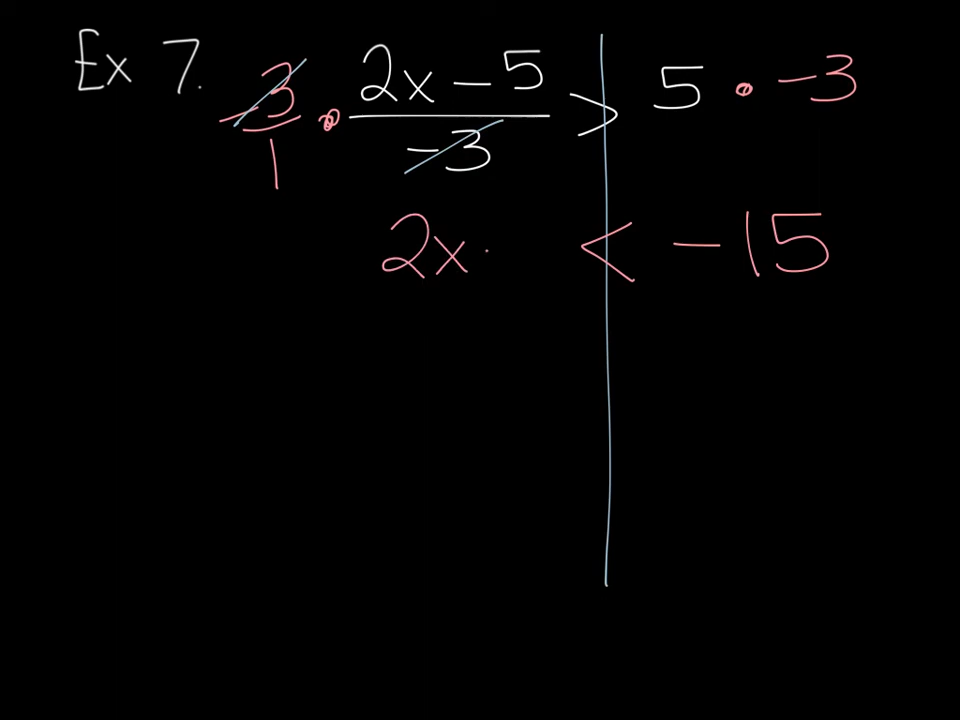 Ex 7. -3/1 • (2x - 5)/(-3) > 5 • -3
2x < -15